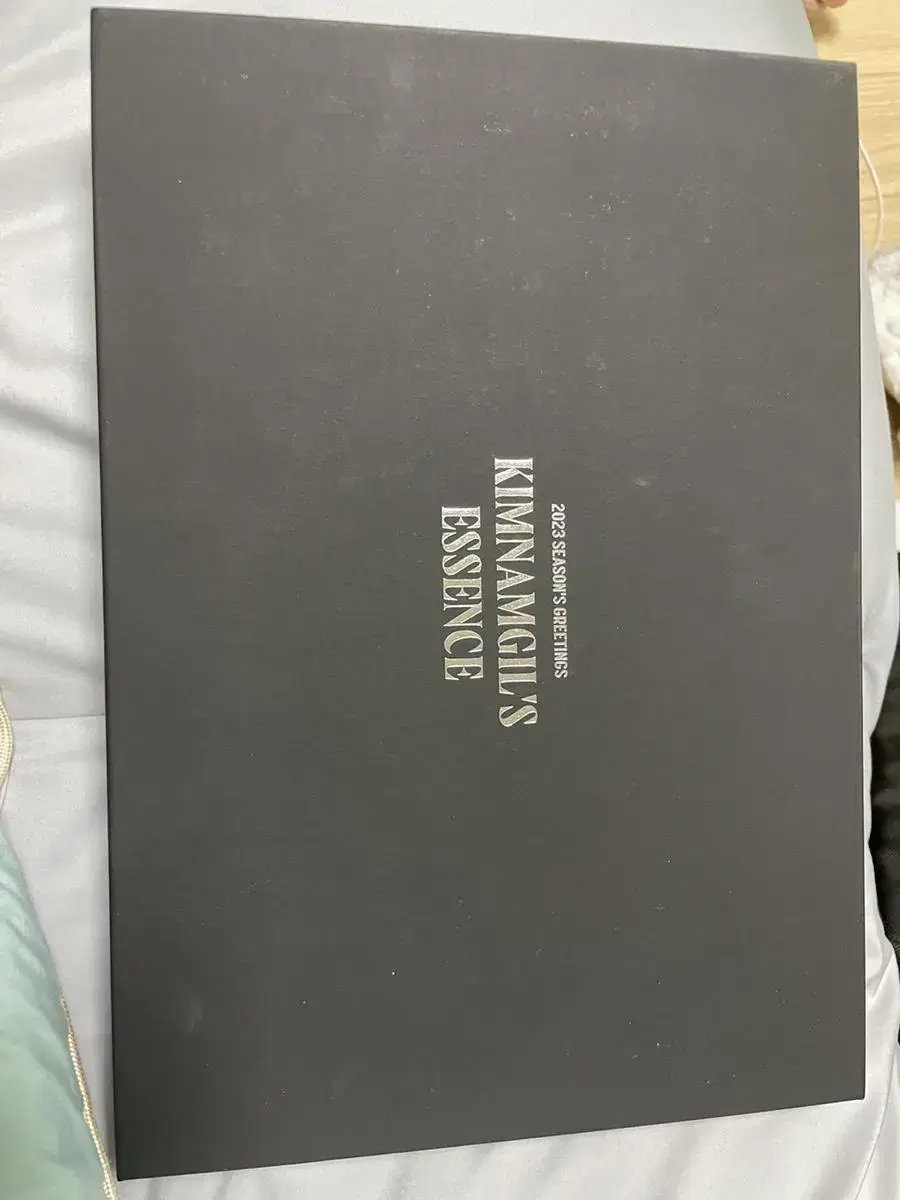 2023 SEASON'S GREETINGS
KIMNAMGIL'S
ESSENCE